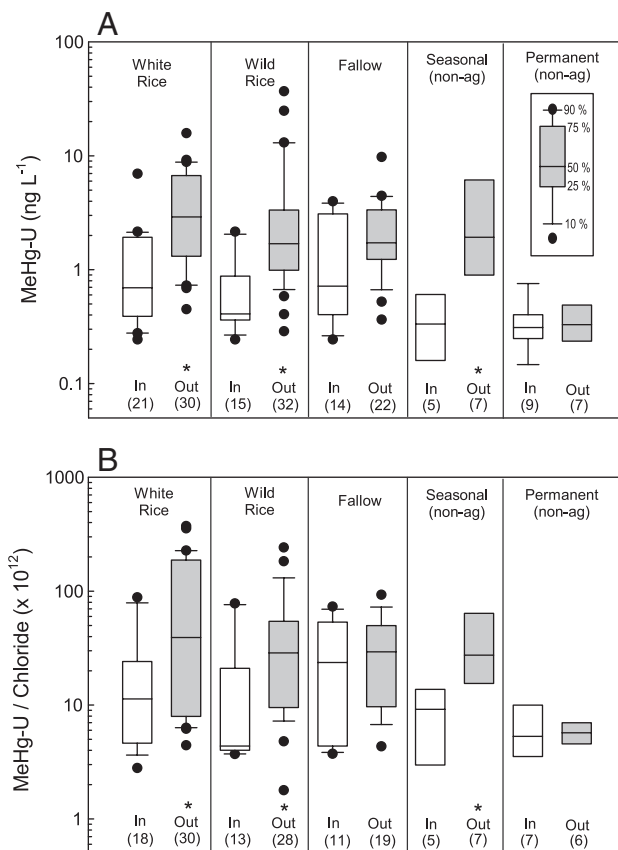 A
White Rice
Wild Rice
Fallow
Seasonal (non-ag)
Permanent (non-ag)
90 %
75 %
50 %
25 %
10 %
MeHg-U (ng L⁻¹)
100
10
1
0.1
* * *
In Out In Out In Out In Out In Out
(21) (30) (15) (32) (14) (22) (5) (7) (9) (7)
B
White Rice
Wild Rice
Fallow
Seasonal (non-ag)
Permanent (non-ag)
MeHg-U / Chloride (x 10¹²)
1000
100
10
1
* * *
In Out In Out In Out In Out In Out
(18) (30) (13) (28) (11) (19) (5) (7) (7) (6)